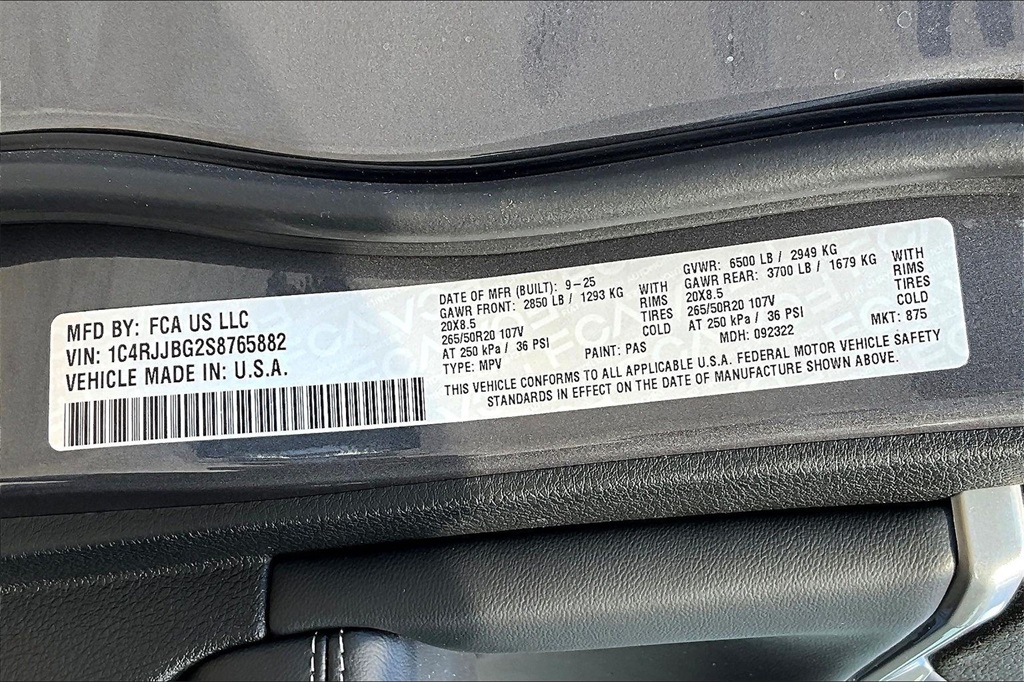 MFD BY: FCA US LLC
VIN: 1C4RJJBG2S8765882
VEHICLE MADE IN: U.S.A.
DATE OF MFR (BUILT): 9-25
GAWR FRONT: 2850 LB / 1293 KG WITH
20X8.5 RIMS
265/50R20 107V TIRES
AT 250 kPa / 36 PSI COLD
TYPE: MPV PAINT: PAS
GVWR: 6500 LB / 2949 KG
GAWR REAR: 3700 LB / 1679 KG WITH
20X8.5 RIMS
265/50R20 107V TIRES
AT 250 kPa / 36 PSI COLD
MDH: 092322 MKT: 875
THIS VEHICLE CONFORMS TO ALL APPLICABLE U.S.A. FEDERAL MOTOR VEHICLE SAFETY
STANDARDS IN EFFECT ON THE DATE OF MANUFACTURE SHOWN ABOVE.